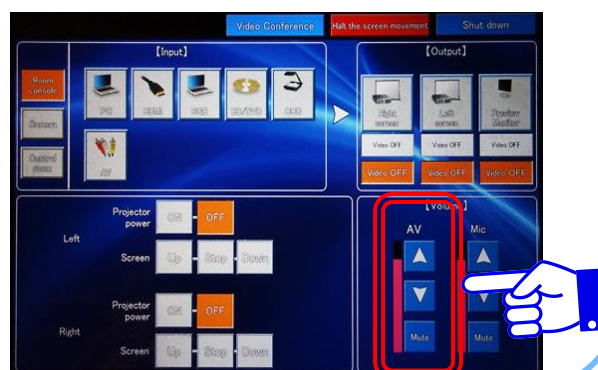 Video Conference
Halt the screen movement
Shut down
【Input】
【Output】
Room console
PC
HDMI
RGB
BD/DVD
OHD
Right screen
Left screen
Preview Monitor
Camera
Control room
AV
Video OFF
Video OFF
Video OFF
Video OFF
Video OFF
Video OFF
【Volume】
AV
Mic
Projector power
ON
OFF
Left
Screen
Up
Stop
Down
Projector power
ON
OFF
Right
Screen
Up
Stop
Down
Mute
Mute